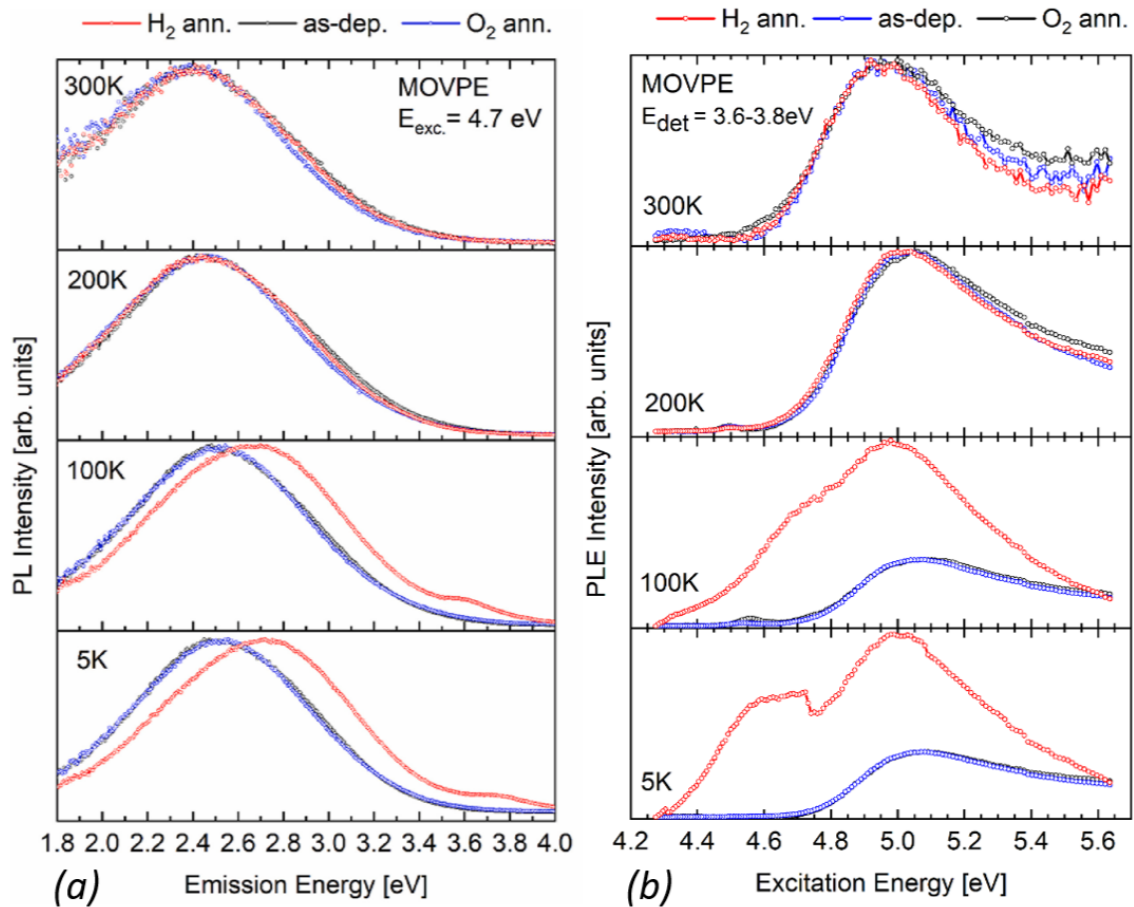 H2 ann. as-dep. O2 ann.
300K
MOVPE
Eexc.= 4.7 eV
200K
100K
5K
PL Intensity [arb. units]
1.8 2.0 2.2 2.4 2.6 2.8 3.0 3.2 3.4 3.6 3.8 4.0
(a)
Emission Energy [eV]
H2 ann. as-dep. O2 ann.
MOVPE
Edet = 3.6-3.8eV
300K
200K
100K
5K
PLE Intensity [arb. units]
4.2 4.4 4.6 4.8 5.0 5.2 5.4 5.6
(b)
Excitation Energy [eV]